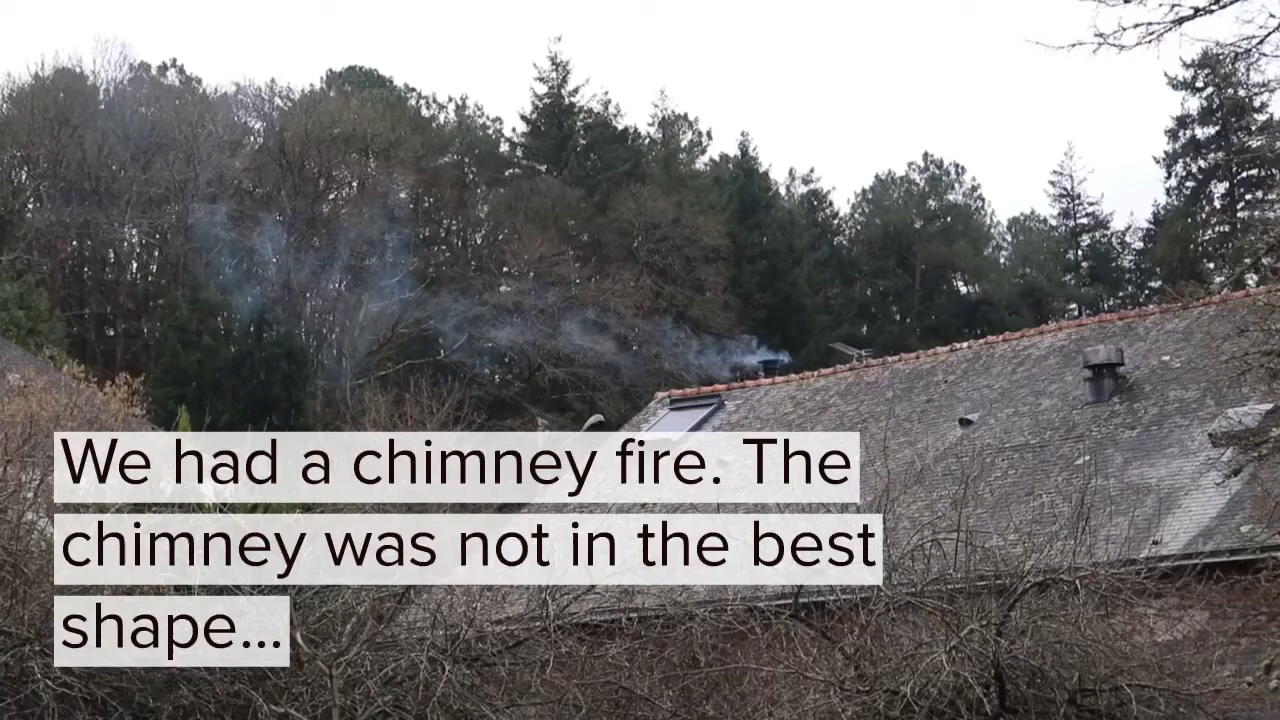 We had a chimney fire. The
chimney was not in the best
shape...